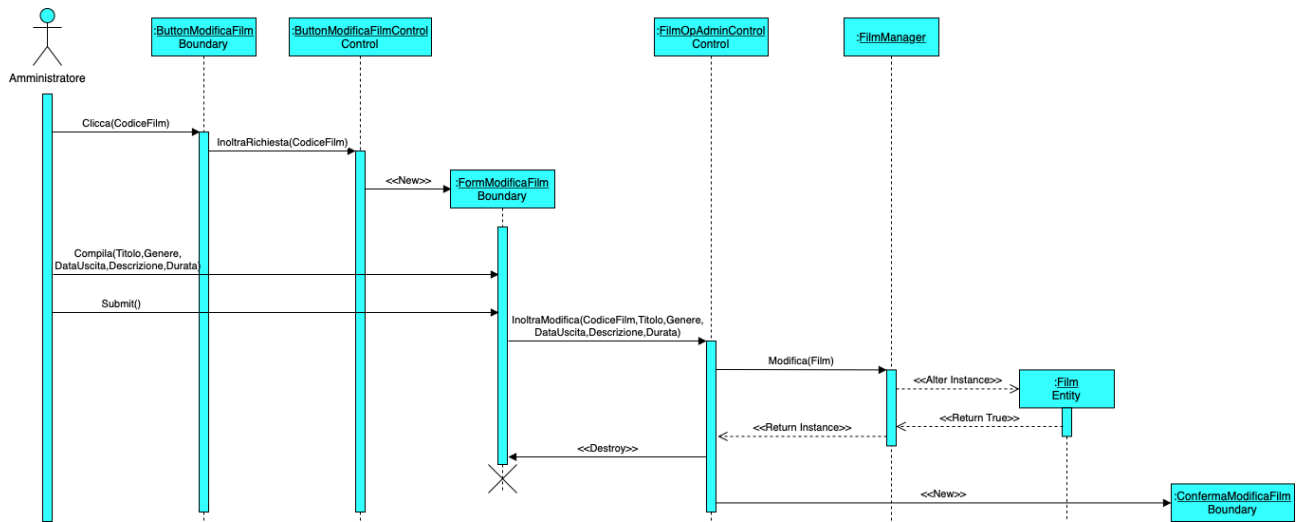 :ButtonModificaFilm
Boundary
:ButtonModificaFilmControl
Control
:FilmOpAdminControl
Control
:FilmManager
Amministratore
Clicca(CodiceFilm)
InoltraRichiesta(CodiceFilm)
<<New>>
:FormModificaFilm
Boundary
Compila(Titolo,Genere,
DataUscita,Descrizione,Durata)
Submit()
InoltraModifica(CodiceFilm,Titolo,Genere,
DataUscita,Descrizione,Durata)
Modifica(Film)
<<Alter Instance>>
:Film
Entity
<<Return True>>
<<Return Instance>>
<<Destroy>>
<<New>>
:ConfermaModificaFilm
Boundary